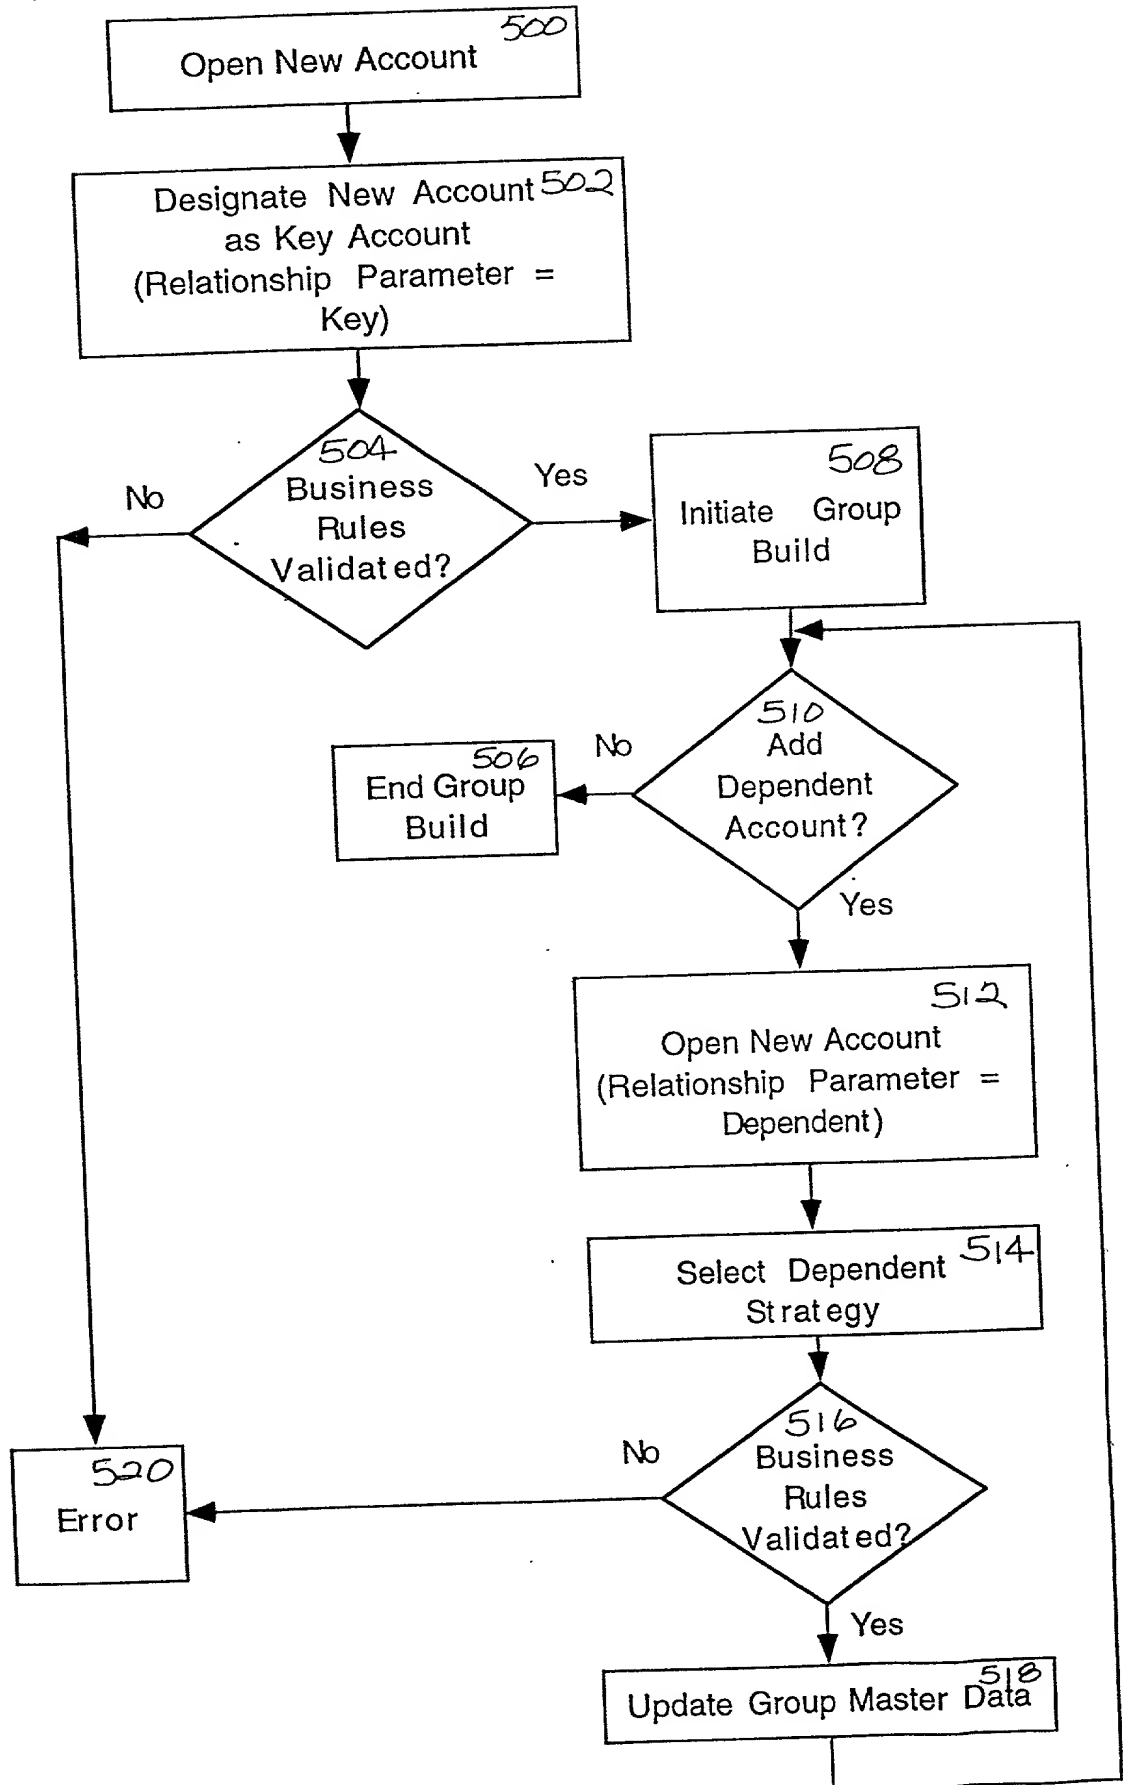 500
Open New Account
502
Designate New Account
as Key Account
(Relationship Parameter =
Key)
504
Business
Rules
Validated?
No
Yes
508
Initiate Group
Build
510
Add
Dependent
Account?
No
506
End Group
Build
Yes
512
Open New Account
(Relationship Parameter =
Dependent)
514
Select Dependent
Strategy
516
Business
Rules
Validated?
No
520
Error
Yes
518
Update Group Master Data